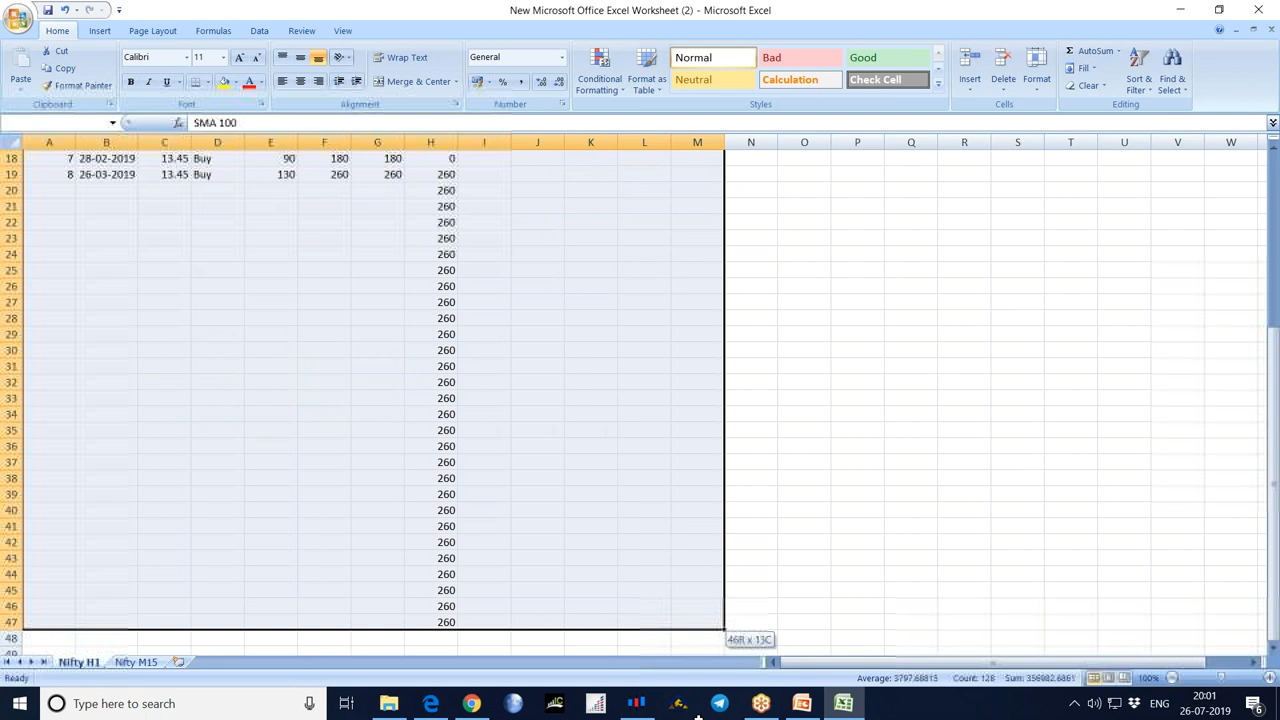 New Microsoft Office Excel Worksheet (2) - Microsoft Excel
Home Insert Page Layout Formulas Data Review View
Paste Cut Copy Format Painter Clipboard
Calibri 11 B I U A A A Font
Wrap Text Merge & Center Alignment
General % , Number
Conditional Formatting Format as Table
Normal Bad Good
Neutral Calculation Check Cell
Styles
Insert Delete Format Cells
AutoSum Fill Clear Sort & Filter Find & Select Editing
fx SMA 100
A B C D E F G H I J K L M N O P Q R S T U V W
18 7 28-02-2019 13.45 Buy 90 180 180 0
19 8 26-03-2019 13.45 Buy 130 260 260 260
20 260
21 260
22 260
23 260
24 260
25 260
26 260
27 260
28 260
29 260
30 260
31 260
32 260
33 260
34 260
35 260
36 260
37 260
38 260
39 260
40 260
41 260
42 260
43 260
44 260
45 260
46 260
47 260
48
46R x 13C
49
Nifty H1 Nifty M15
Ready Average: 3797.68815 Count: 128 Sum: 356982.6861 100%
Type here to search
ENG
20:01
26-07-2019
6